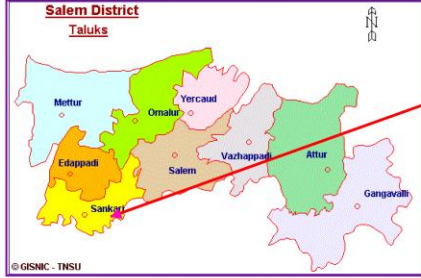 Salem District
Taluks
N
Mettur
Omalur
Yercaud
Edappadi
Salem
Vazhappadi
Attur
Sankari
Gangavalli
© GISNIC - TNSU